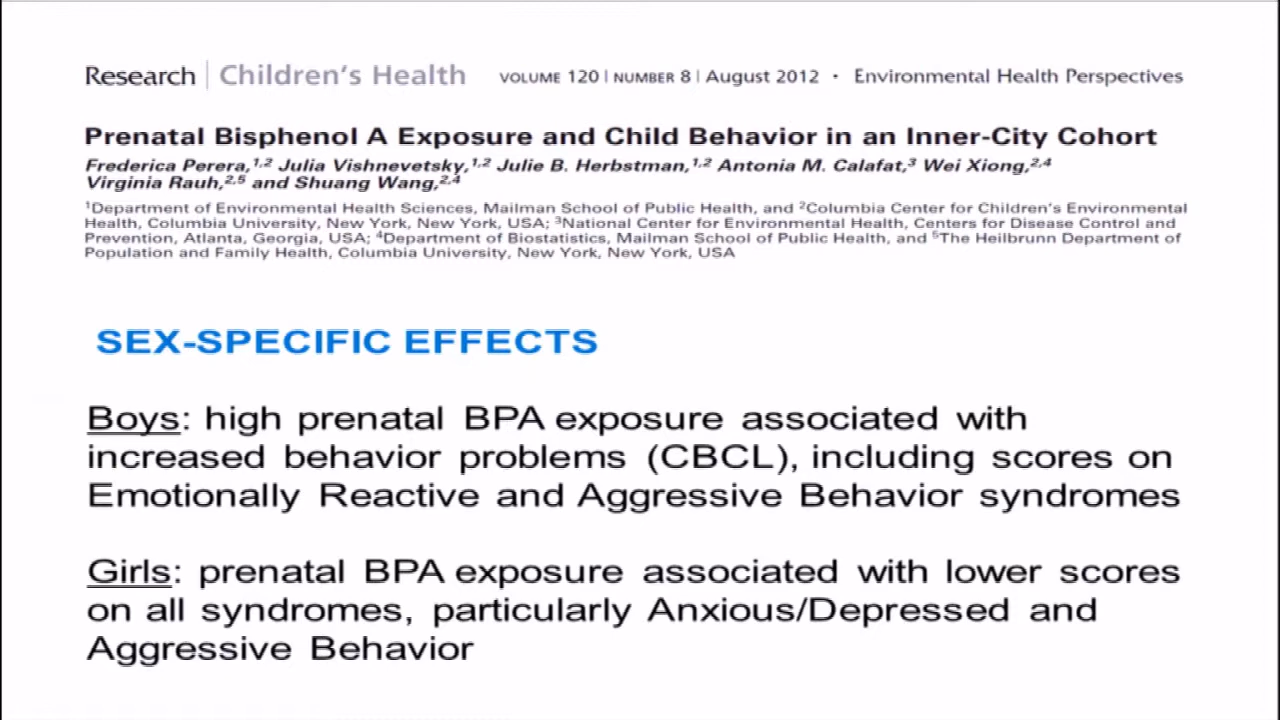 Research | Children's Health VOLUME 120 | NUMBER 8 | August 2012 • Environmental Health Perspectives
Prenatal Bisphenol A Exposure and Child Behavior in an Inner-City Cohort
Frederica Perera,1,2 Julia Vishnevetsky,1,2 Julie B. Herbstman,1,2 Antonia M. Calafat,3 Wei Xiong,2,4
Virginia Rauh,2,5 and Shuang Wang,2,4
1Department of Environmental Health Sciences, Mailman School of Public Health, and 2Columbia Center for Children's Environmental
Health, Columbia University, New York, New York, USA; 3National Center for Environmental Health, Centers for Disease Control and
Prevention, Atlanta, Georgia, USA; 4Department of Biostatistics, Mailman School of Public Health, and 5The Heilbrunn Department of
Population and Family Health, Columbia University, New York, New York, USA
SEX-SPECIFIC EFFECTS
Boys: high prenatal BPA exposure associated with
increased behavior problems (CBCL), including scores on
Emotionally Reactive and Aggressive Behavior syndromes
Girls: prenatal BPA exposure associated with lower scores
on all syndromes, particularly Anxious/Depressed and
Aggressive Behavior